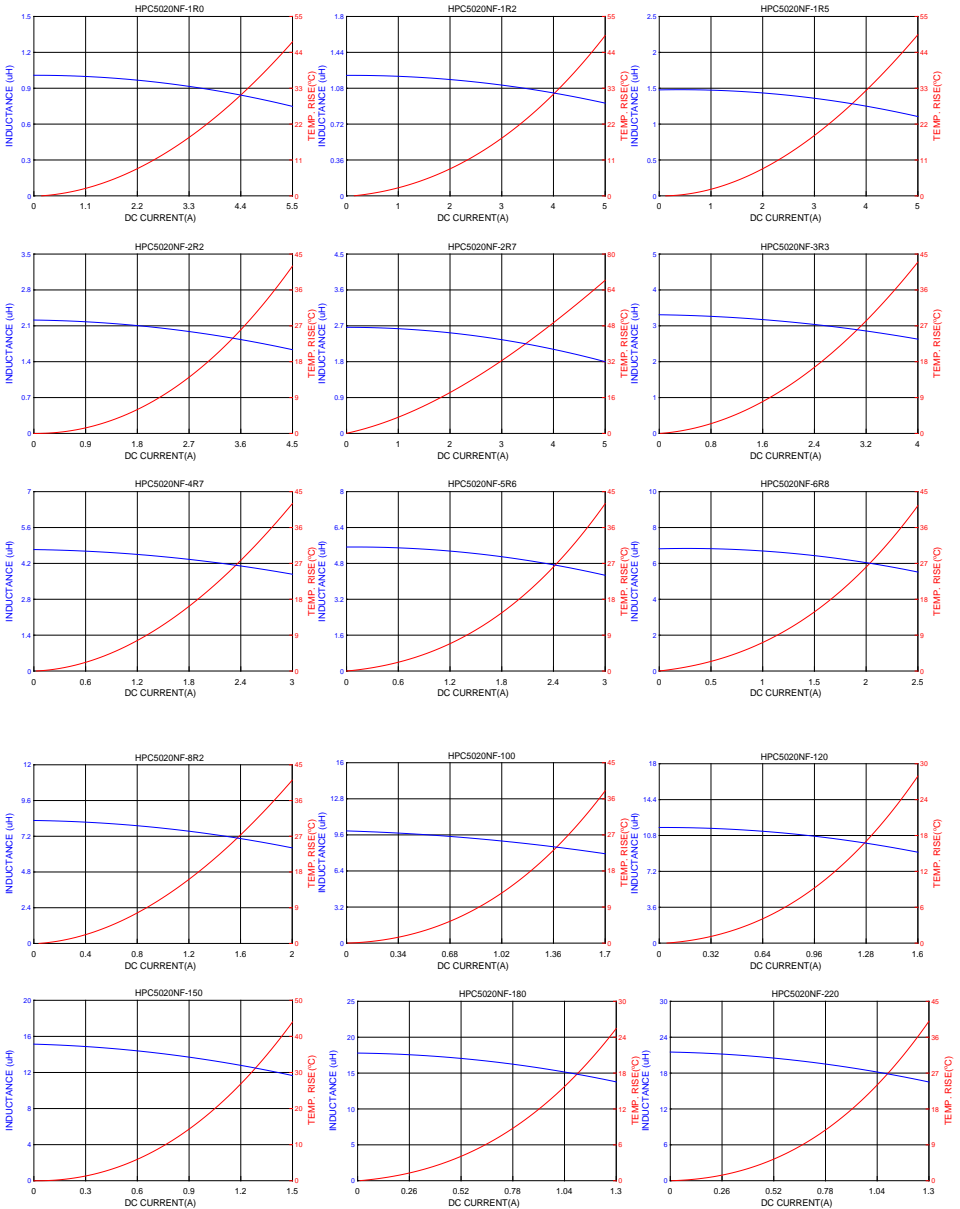 HPC5020NF-1R0
INDUCTANCE (uH)
1.5
1.2
0.9
0.6
0.3
0
55
44
33
22
11
0
TEMP. RISE(ºC)
0 1.1 2.2 3.3 4.4 5.5
DC CURRENT(A)
HPC5020NF-1R2
INDUCTANCE (uH)
1.8
1.44
1.08
0.72
0.36
0
55
44
33
22
11
0
TEMP. RISE(ºC)
0 1 2 3 4 5
DC CURRENT(A)
HPC5020NF-1R5
INDUCTANCE (uH)
2.5
2
1.5
1
0.5
0
55
44
33
22
11
0
TEMP. RISE(ºC)
0 1 2 3 4 5
DC CURRENT(A)
HPC5020NF-2R2
INDUCTANCE (uH)
3.5
2.8
2.1
1.4
0.7
0
45
36
27
18
9
0
TEMP. RISE(ºC)
0 0.9 1.8 2.7 3.6 4.5
DC CURRENT(A)
HPC5020NF-2R7
INDUCTANCE (uH)
4.5
3.6
2.7
1.8
0.9
0
80
64
48
32
16
0
TEMP. RISE(ºC)
0 1 2 3 4 5
DC CURRENT(A)
HPC5020NF-3R3
INDUCTANCE (uH)
5
4
3
2
1
0
45
36
27
18
9
0
TEMP. RISE(ºC)
0 0.8 1.6 2.4 3.2 4
DC CURRENT(A)
HPC5020NF-4R7
INDUCTANCE (uH)
7
5.6
4.2
2.8
1.4
0
45
36
27
18
9
0
TEMP. RISE(ºC)
0 0.6 1.2 1.8 2.4 3
DC CURRENT(A)
HPC5020NF-5R6
INDUCTANCE (uH)
8
6.4
4.8
3.2
1.6
0
45
36
27
18
9
0
TEMP. RISE(ºC)
0 0.6 1.2 1.8 2.4 3
DC CURRENT(A)
HPC5020NF-6R8
INDUCTANCE (uH)
10
8
6
4
2
0
45
36
27
18
9
0
TEMP. RISE(ºC)
0 0.5 1 1.5 2 2.5
DC CURRENT(A)
HPC5020NF-8R2
INDUCTANCE (uH)
12
9.6
7.2
4.8
2.4
0
45
36
27
18
9
0
TEMP. RISE(ºC)
0 0.4 0.8 1.2 1.6 2
DC CURRENT(A)
HPC5020NF-100
INDUCTANCE (uH)
16
12.8
9.6
6.4
3.2
0
45
36
27
18
9
0
TEMP. RISE(ºC)
0 0.34 0.68 1.02 1.36 1.7
DC CURRENT(A)
HPC5020NF-120
INDUCTANCE (uH)
18
14.4
10.8
7.2
3.6
0
30
24
18
12
6
0
TEMP. RISE(ºC)
0 0.32 0.64 0.96 1.28 1.6
DC CURRENT(A)
HPC5020NF-150
INDUCTANCE (uH)
20
16
12
8
4
0
50
40
30
20
10
0
TEMP. RISE(ºC)
0 0.3 0.6 0.9 1.2 1.5
DC CURRENT(A)
HPC5020NF-180
INDUCTANCE (uH)
25
20
15
10
5
0
30
24
18
12
6
0
TEMP. RISE(ºC)
0 0.26 0.52 0.78 1.04 1.3
DC CURRENT(A)
HPC5020NF-220
INDUCTANCE (uH)
30
24
18
12
6
0
45
36
27
18
9
0
TEMP. RISE(ºC)
0 0.26 0.52 0.78 1.04 1.3
DC CURRENT(A)